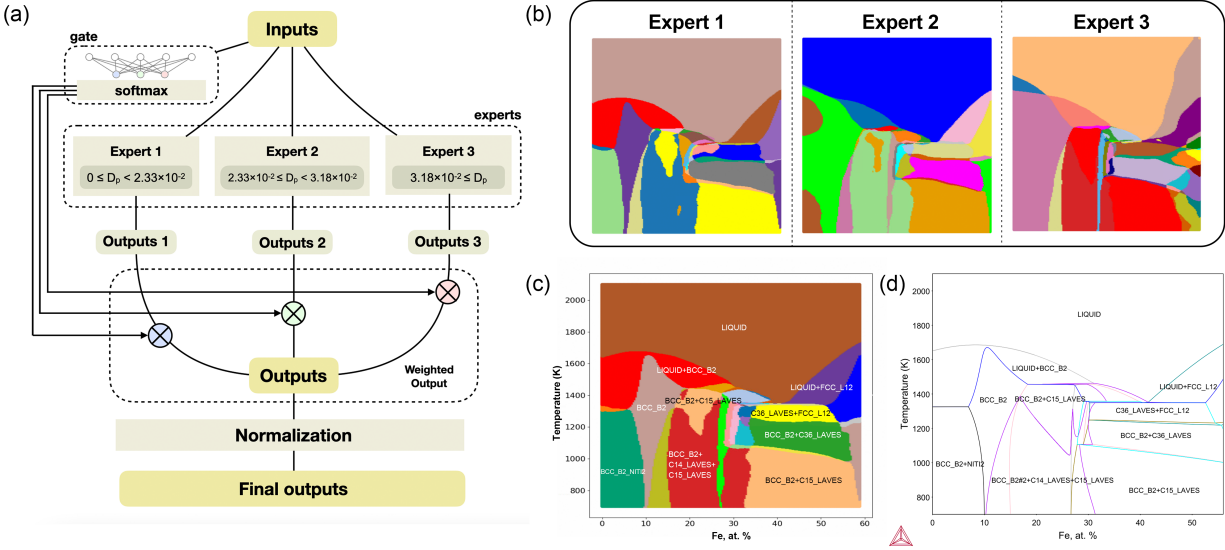 (a)
Inputs
gate
softmax
experts
Expert 1
0 ≤ Dp < 2.33×10-2
Expert 2
2.33×10-2 ≤ Dp < 3.18×10-2
Expert 3
3.18×10-2 ≤ Dp
Outputs 1
Outputs 2
Outputs 3
Outputs
Weighted
Output
Normalization
Final outputs
(b)
Expert 1
Expert 2
Expert 3
(c)
Temperature (K)
2000
1800
1600
1400
1200
1000
800
LIQUID
LIQUID+BCC_B2
LIQUID+FCC_L12
BCC_B2
BCC_B2+C15_LAVES
C36_LAVES+FCC_L12
BCC_B2+C36_LAVES
BCC_B2+
C14_LAVES+
C15_LAVES
BCC_B2_NITI2
BCC_B2+C15_LAVES
0
10
20
30
40
50
60
Fe, at. %
(d)
Temperature (K)
2000
1800
1600
1400
1200
1000
800
LIQUID
LIQUID+BCC_B2
LIQUID+FCC_L12
BCC_B2
BCC_B2+C15_LAVES
C36_LAVES+FCC_L12
BCC_B2+C36_LAVES
BCC_B2+NITI2
BCC_B2#2+C14_LAVES+C15_LAVES
BCC_B2+C15_LAVES
0
10
20
30
40
50
Fe, at. %